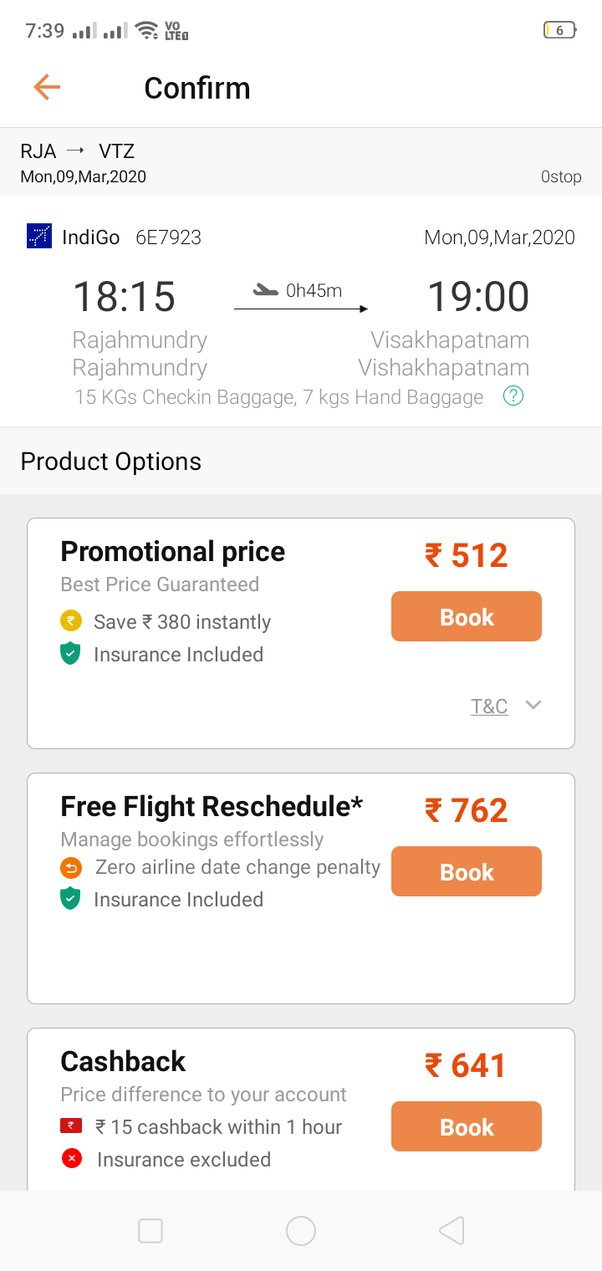 7:39 VO LTE 6
Confirm
RJA → VTZ
Mon,09,Mar,2020 0stop
IndiGo 6E7923 Mon,09,Mar,2020
18:15 0h45m 19:00
Rajahmundry Visakhapatnam
Rajahmundry Vishakhapatnam
15 KGs Checkin Baggage, 7 kgs Hand Baggage ?
Product Options
Promotional price ₹ 512
Best Price Guaranteed
Book
₹ Save ₹ 380 instantly
Insurance Included
T&C
Free Flight Reschedule* ₹ 762
Manage bookings effortlessly
Zero airline date change penalty Book
Insurance Included
Cashback ₹ 641
Price difference to your account
₹ ₹ 15 cashback within 1 hour Book
Insurance excluded